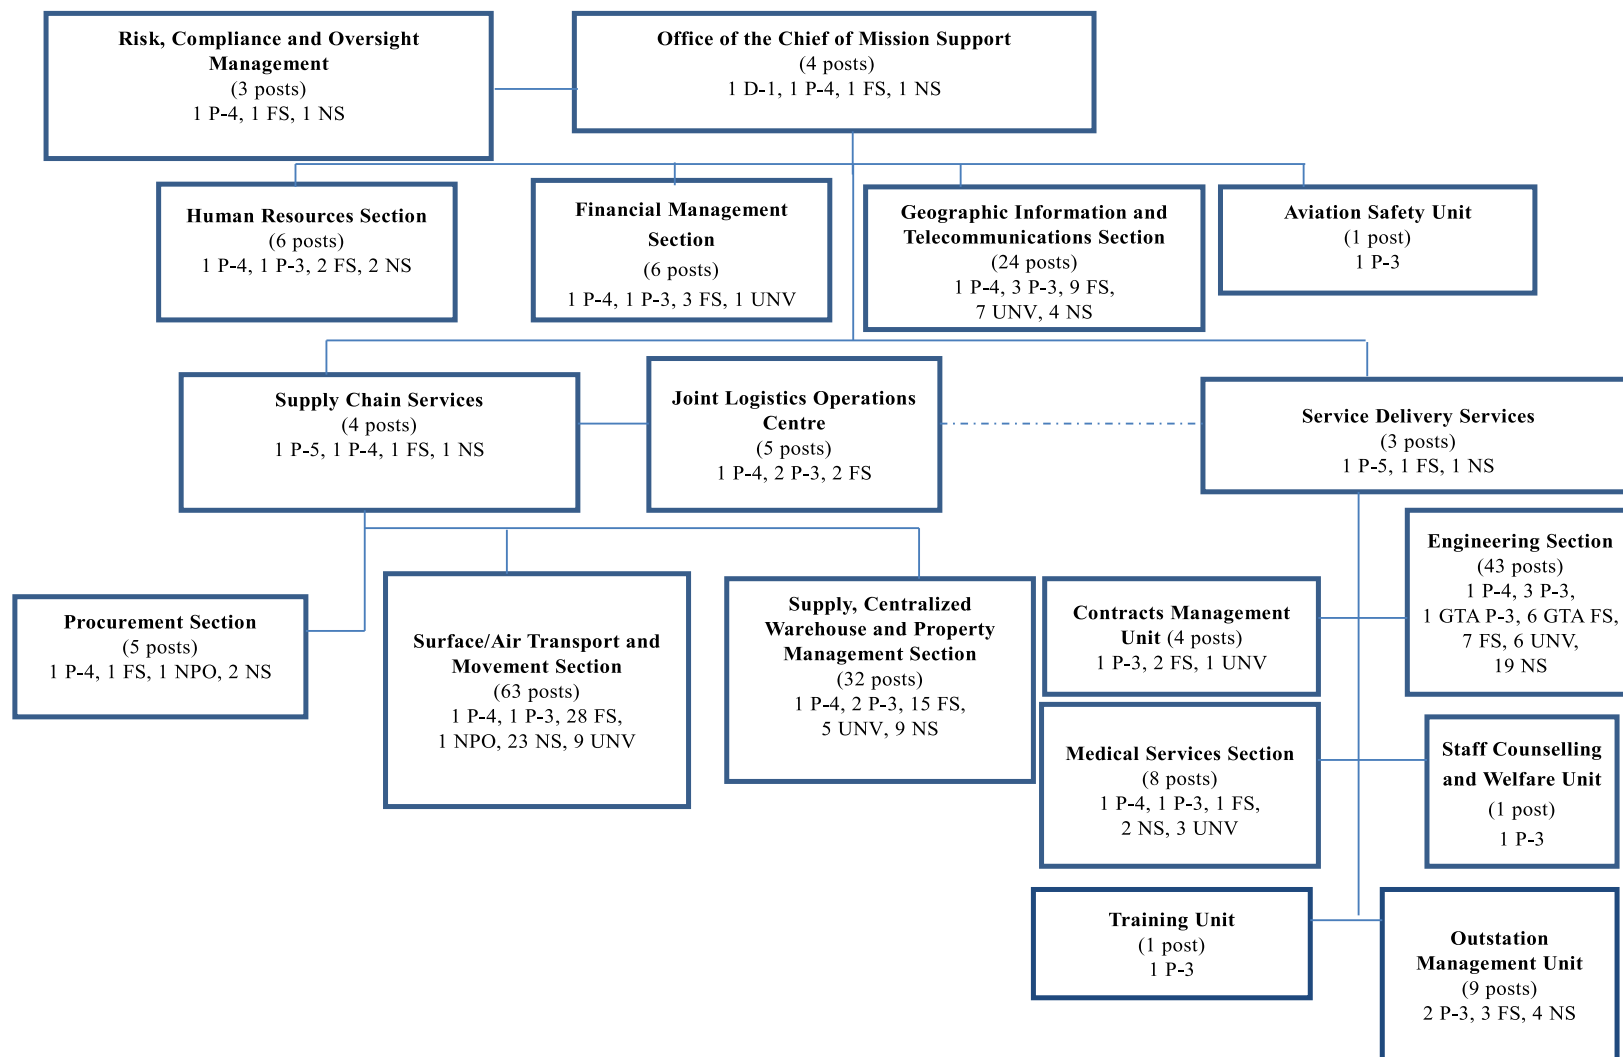 Risk, Compliance and Oversight
Management
(3 posts)
1 P-4, 1 FS, 1 NS
Office of the Chief of Mission Support
(4 posts)
1 D-1, 1 P-4, 1 FS, 1 NS
Human Resources Section
(6 posts)
1 P-4, 1 P-3, 2 FS, 2 NS
Financial Management
Section
(6 posts)
1 P-4, 1 P-3, 3 FS, 1 UNV
Geographic Information and
Telecommunications Section
(24 posts)
1 P-4, 3 P-3, 9 FS,
7 UNV, 4 NS
Aviation Safety Unit
(1 post)
1 P-3
Supply Chain Services
(4 posts)
1 P-5, 1 P-4, 1 FS, 1 NS
Joint Logistics Operations
Centre
(5 posts)
1 P-4, 2 P-3, 2 FS
Service Delivery Services
(3 posts)
1 P-5, 1 FS, 1 NS
Procurement Section
(5 posts)
1 P-4, 1 FS, 1 NPO, 2 NS
Surface/Air Transport and
Movement Section
(63 posts)
1 P-4, 1 P-3, 28 FS,
1 NPO, 23 NS, 9 UNV
Supply, Centralized
Warehouse and Property
Management Section
(32 posts)
1 P-4, 2 P-3, 15 FS,
5 UNV, 9 NS
Contracts Management
Unit (4 posts)
1 P-3, 2 FS, 1 UNV
Engineering Section
(43 posts)
1 P-4, 3 P-3,
1 GTA P-3, 6 GTA FS,
7 FS, 6 UNV,
19 NS
Medical Services Section
(8 posts)
1 P-4, 1 P-3, 1 FS,
2 NS, 3 UNV
Staff Counselling
and Welfare Unit
(1 post)
1 P-3
Training Unit
(1 post)
1 P-3
Outstation
Management Unit
(9 posts)
2 P-3, 3 FS, 4 NS